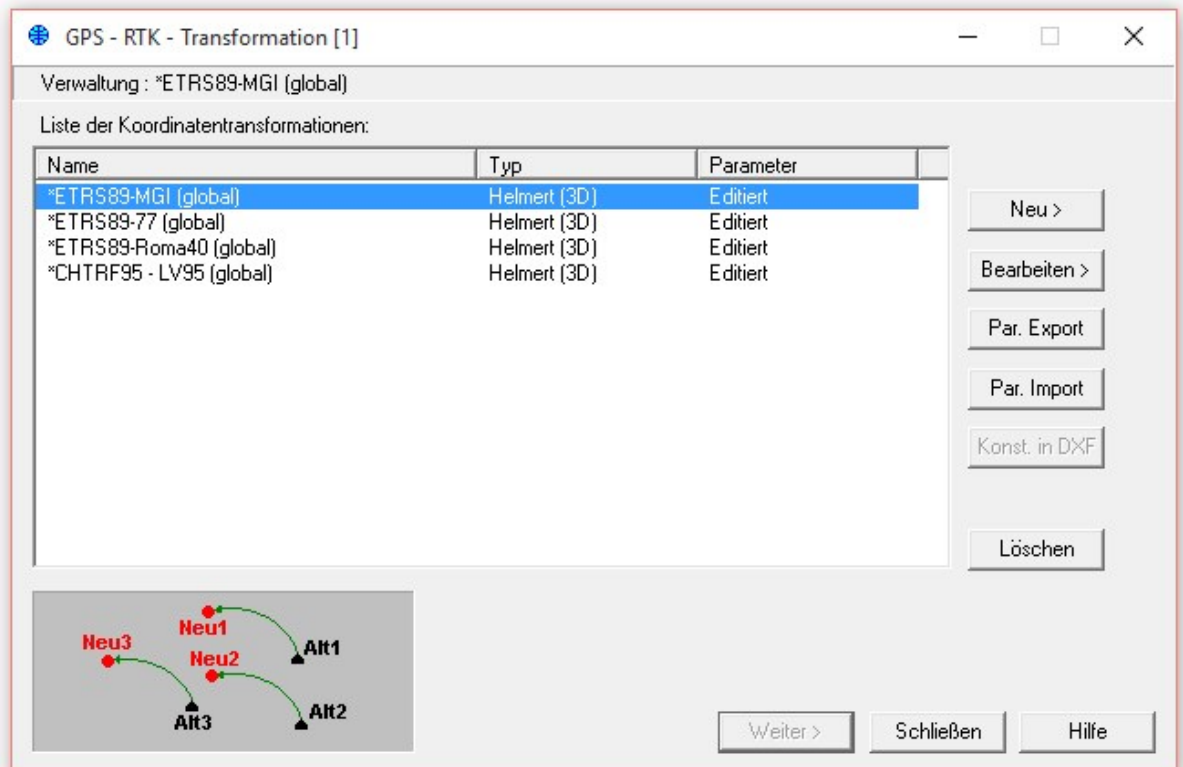 GPS - RTK - Transformation [1]
Verwaltung : *ETRS89-MGI (global)
Liste der Koordinatentransformationen:
Name Typ Parameter
*ETRS89-MGI (global) Helmert (3D) Editiert
*ETRS89-77 (global) Helmert (3D) Editiert
*ETRS89-Roma40 (global) Helmert (3D) Editiert
*CHTRF95 - LV95 (global) Helmert (3D) Editiert
Neu >
Bearbeiten >
Par. Export
Par. Import
Konst. in DXF
Löschen
Neu1
Neu3
Alt1
Neu2
Alt2
Alt3
Weiter > Schließen Hilfe